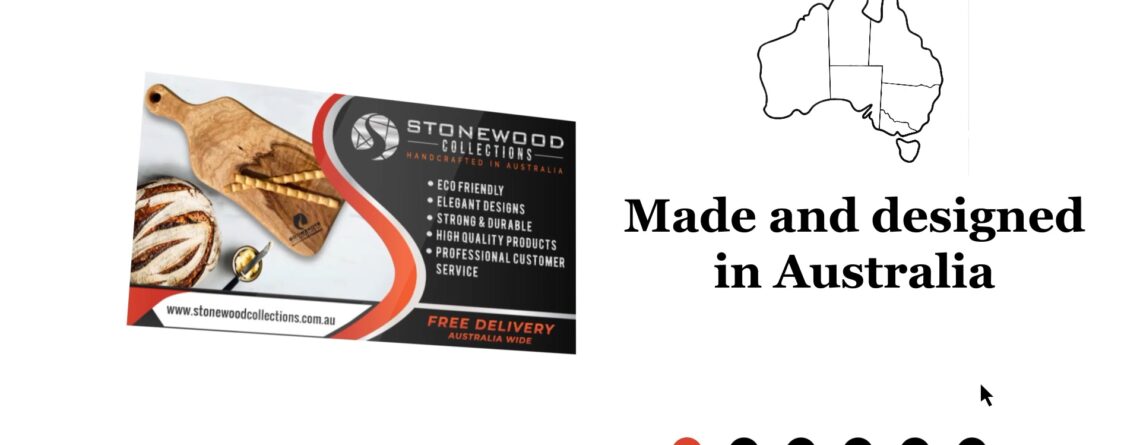 STONEWOOD
COLLECTIONS
HANDCRAFTED IN AUSTRALIA
• ECO FRIENDLY
• ELEGANT DESIGNS
• STRONG & DURABLE
• HIGH QUALITY PRODUCTS
• PROFESSIONAL CUSTOMER
SERVICE
www.stonewoodcollections.com.au
FREE DELIVERY
AUSTRALIA WIDE
Made and designed
in Australia